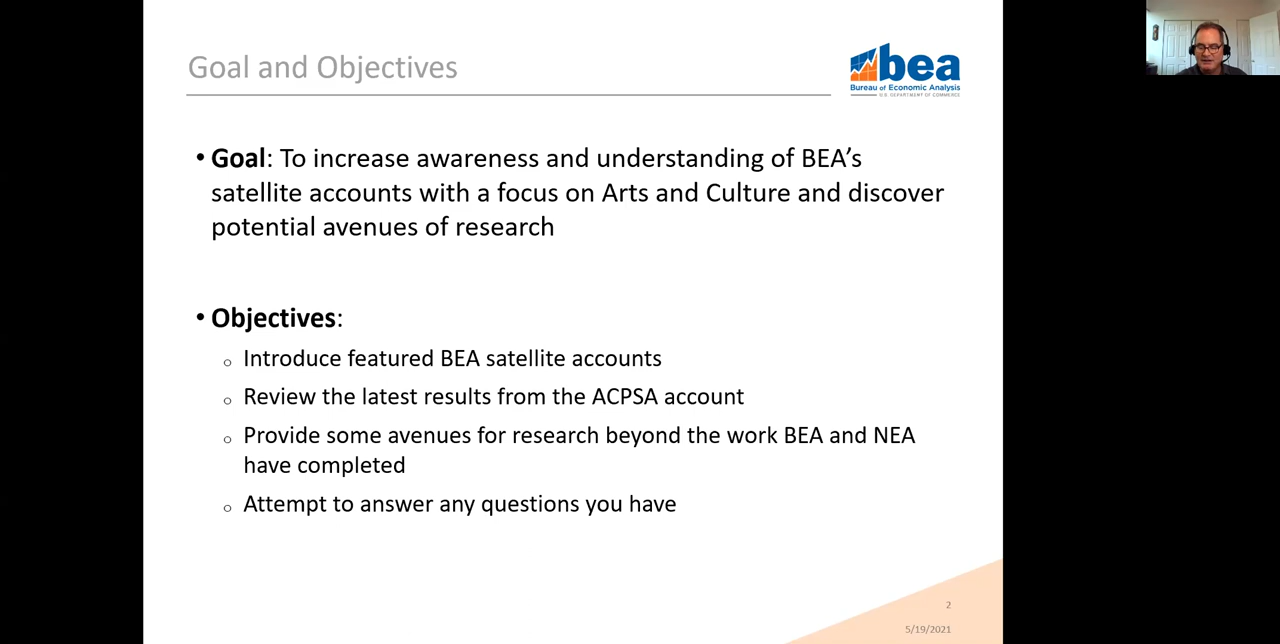 Goal and Objectives
bea
Bureau of Economic Analysis
U.S. DEPARTMENT OF COMMERCE
• Goal: To increase awareness and understanding of BEA’s
satellite accounts with a focus on Arts and Culture and discover
potential avenues of research
• Objectives:
o Introduce featured BEA satellite accounts
o Review the latest results from the ACPSA account
o Provide some avenues for research beyond the work BEA and NEA
have completed
o Attempt to answer any questions you have
2
5/19/2021